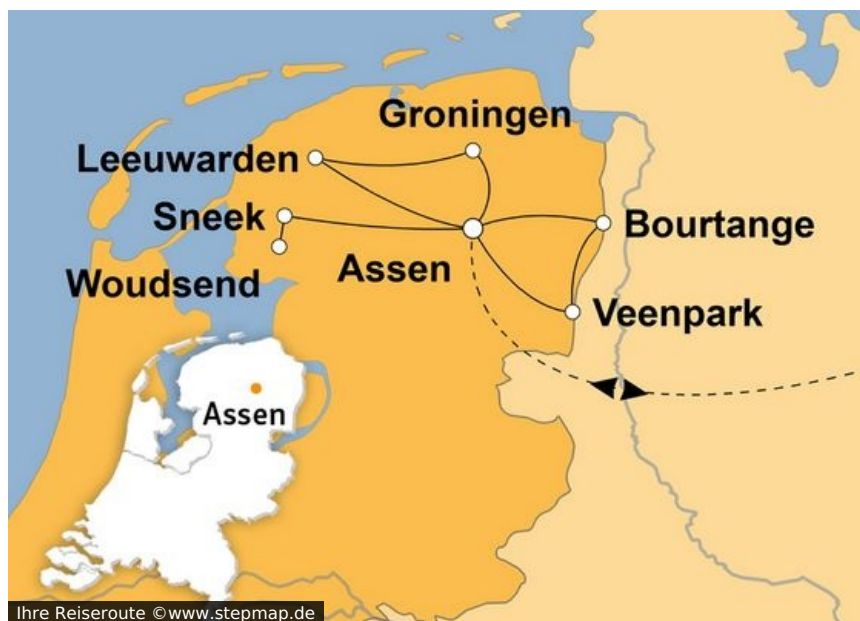 Groningen
Leeuwarden
Sneek
Bourtange
Assen
Woudsend
Veenpark
Assen
Ihre Reiseroute ©www.stepmap.de